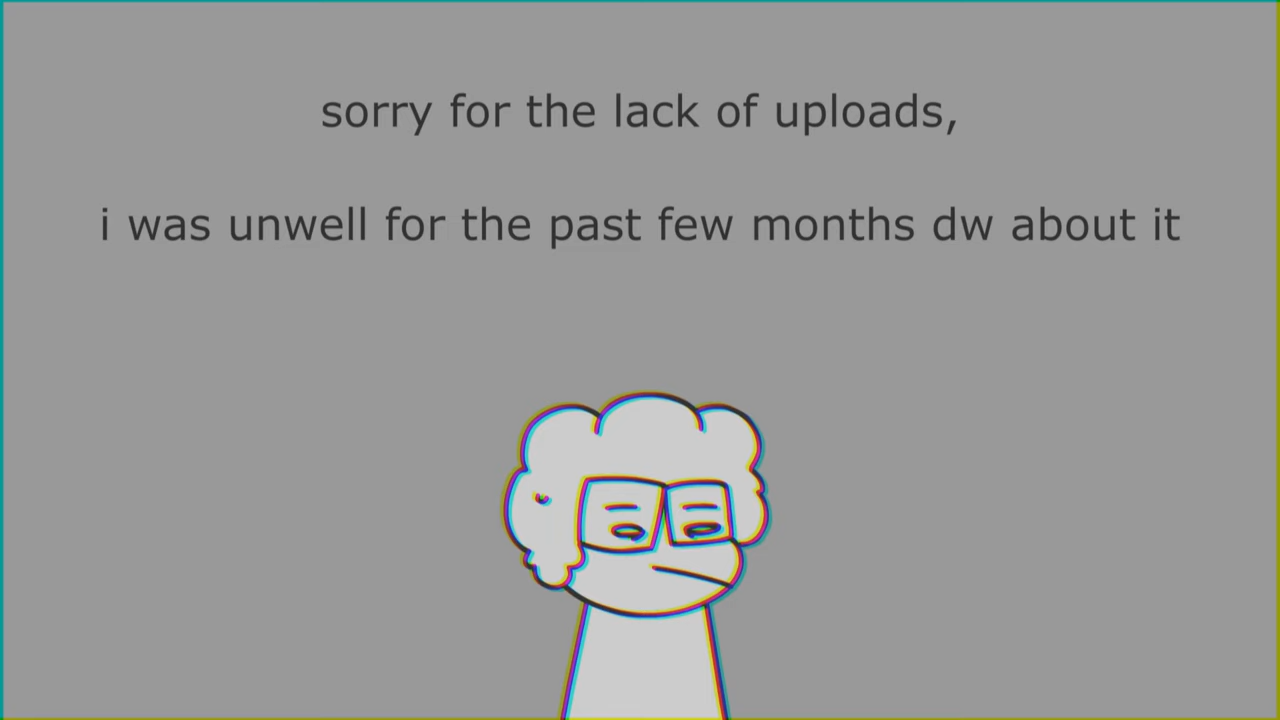 sorry for the lack of uploads,
i was unwell for the past few months dw about it